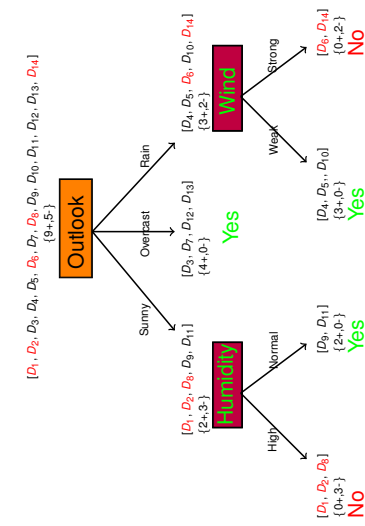 [D1, D2, D3, D4, D5, D6, D7, D8, D9, D10, D11, D12, D13, D14]
{9+,5-}
Outlook
Sunny
Overcast
Rain
[D1, D2, D8, D9, D11]
{2+,3-}
Humidity
[D3, D7, D12, D13]
{4+,0-}
Yes
[D4, D5, D6, D10, D14]
{3+,2-}
Wind
High
Normal
Weak
Strong
[D1, D2, D8]
{0+,3-}
No
[D9, D11]
{2+,0-}
Yes
[D4, D5,, D10]
{3+,0-}
Yes
[D6, D14]
{0+,2-}
No